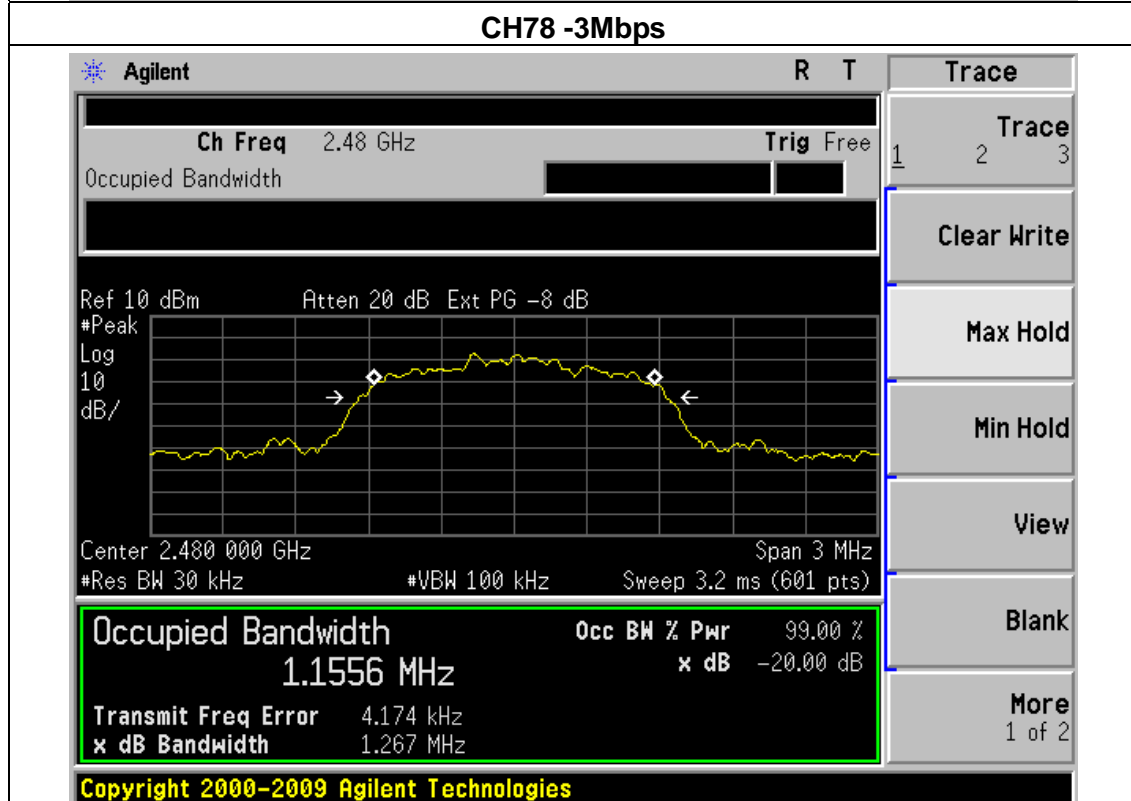 CH78 -3Mbps
Agilent R T Trace
Ch Freq 2.48 GHz Trig Free
Occupied Bandwidth
Trace
1 2 3
Clear Write
Max Hold
Min Hold
View
Blank
More
1 of 2
Ref 10 dBm Atten 20 dB Ext PG -8 dB
#Peak
Log
10
dB/
Center 2.480 000 GHz Span 3 MHz
#Res BW 30 kHz #VBW 100 kHz Sweep 3.2 ms (601 pts)
Occupied Bandwidth Occ BW % Pwr 99.00 %
1.1556 MHz x dB -20.00 dB
Transmit Freq Error 4.174 kHz
x dB Bandwidth 1.267 MHz
Copyright 2000-2009 Agilent Technologies